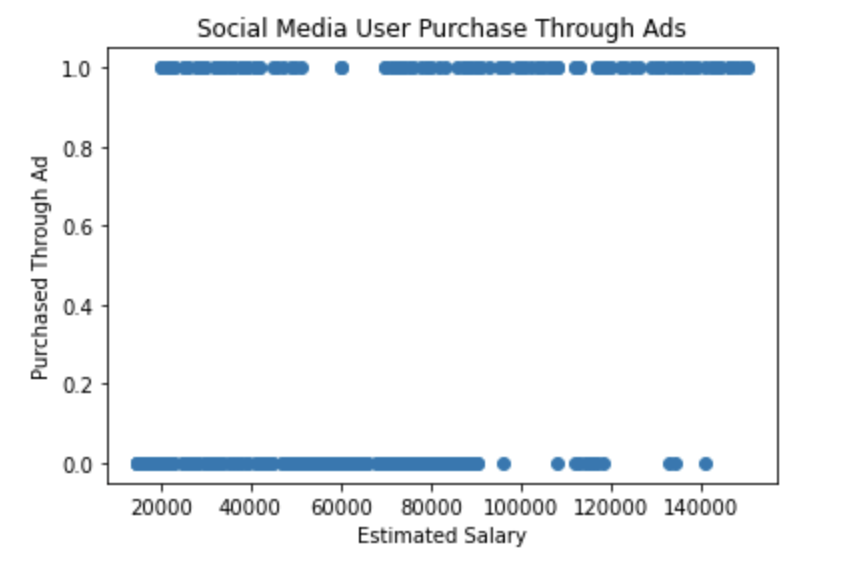 Social Media User Purchase Through Ads
Purchased Through Ad
1.0
0.8
0.6
0.4
0.2
0.0
20000 40000 60000 80000 100000 120000 140000
Estimated Salary